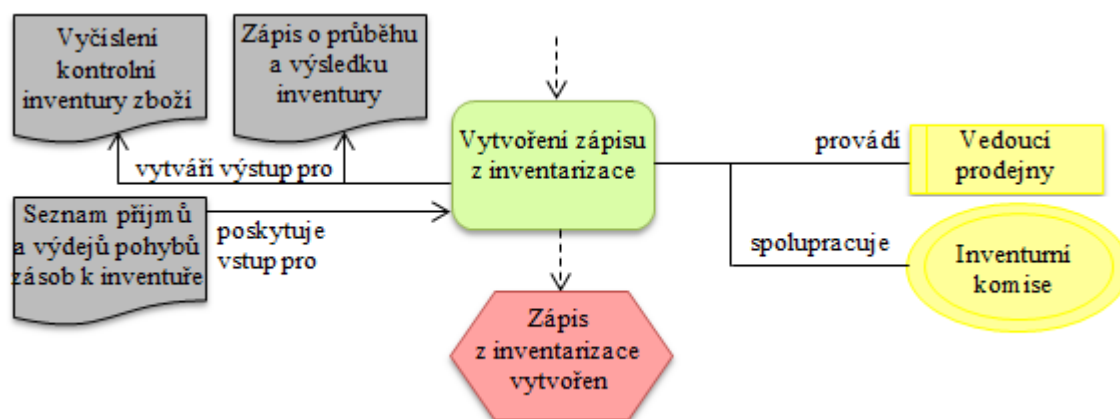 Vyčíslení
kontrolní
inventury zboží
Zápis o průběhu
a výsledku
inventury
vytváří výstup pro
Seznam příjmů
a výdejů pohybů
zásob k inventuře
poskytuje
vstup pro
Vytvoření zápisu
z inventarizace
provádí
Vedoucí
prodejny
spolupracuje
Inventurní
komise
Zápis
z inventarizace
vytvořen